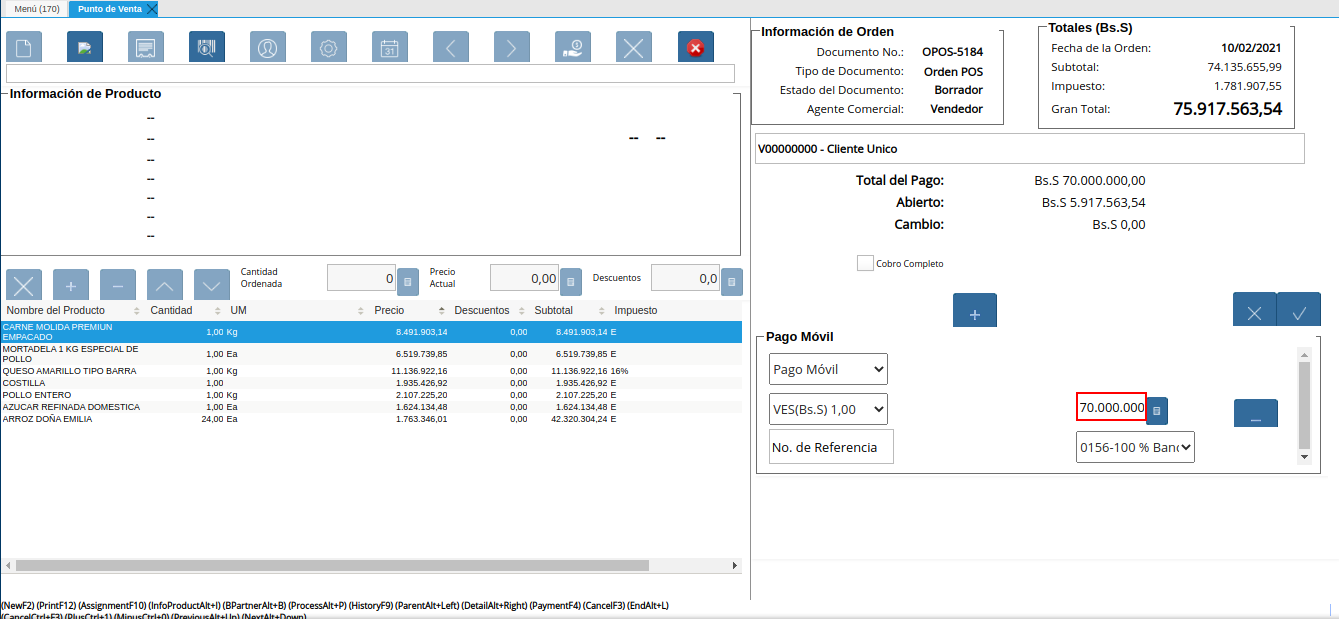 Menú (170) Punto de Venta
31
Información de Producto
--
-- -- --
--
--
--
--
--
Cantidad Ordenada 0 Precio Actual 0,00 Descuentos 0,0
Nombre del Producto Cantidad UM Precio Descuentos Subtotal Impuesto
CARNE MOLIDA PREMIUN EMPACADO 1,00 Kg 8.491.903,14 0,00 8.491.903,14 E
MORTADELA 1 KG ESPECIAL DE POLLO 1,00 Ea 6.519.739,85 0,00 6.519.739,85 E
QUESO AMARILLO TIPO BARRA 1,00 Kg 11.136.922,16 0,00 11.136.922,16 16%
COSTILLA 1,00 1.935.426,92 0,00 1.935.426,92 E
POLLO ENTERO 1,00 Kg 2.107.225,20 0,00 2.107.225,20 E
AZUCAR REFINADA DOMESTICA 1,00 Ea 1.624.134,48 0,00 1.624.134,48 E
ARROZ DOÑA EMILIA 24,00 Ea 1.763.346,01 0,00 42.320.304,24 E
(NewF2) (PrintF12) (AssignmentF10) (InfoProductAlt+I) (BPartnerAlt+B) (ProcessAlt+P) (HistoryF9) (ParentAlt+Left) (DetailAlt+Right) (PaymentF4) (CancelF3) (EndAlt+L)
(CancelCtrl+F3) (PlusCtrl+1) (MinusCtrl+0) (PreviousAlt+Up) (NextAlt+Down)
Información de Orden
Documento No.: OPOS-5184
Tipo de Documento: Orden POS
Estado del Documento: Borrador
Agente Comercial: Vendedor
Totales (Bs.S)
Fecha de la Orden: 10/02/2021
Subtotal: 74.135.655,99
Impuesto: 1.781.907,55
Gran Total: 75.917.563,54
V00000000 - Cliente Unico
Total del Pago: Bs.S 70.000.000,00
Abierto: Bs.S 5.917.563,54
Cambio: Bs.S 0,00
Cobro Completo
Pago Móvil
Pago Móvil
VES(Bs.S) 1,00 70.000.000
No. de Referencia 0156-100 % Banc